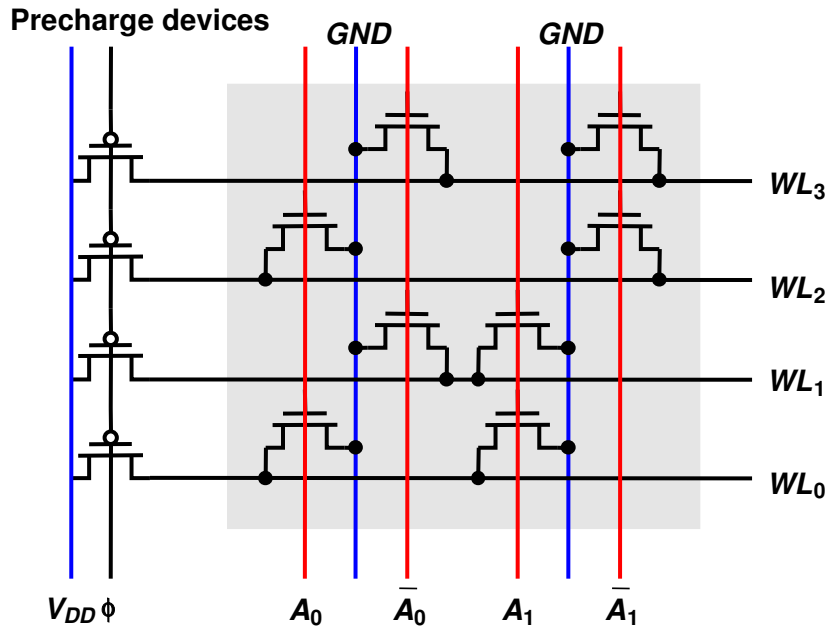 Precharge devices
GND GND
WL3
WL2
WL1
WL0
VDD ϕ A0 A̅0 A1 A̅1